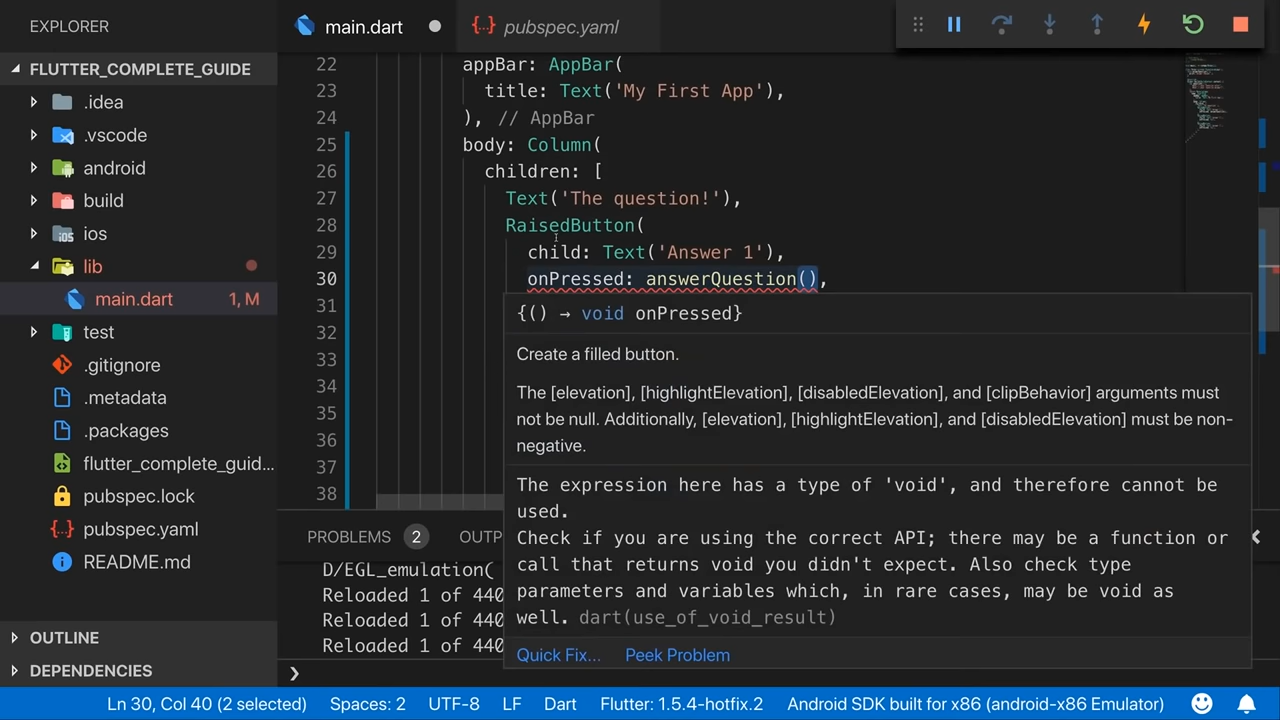 EXPLORER
main.dart
{..} pubspec.yaml
FLUTTER_COMPLETE_GUIDE
.idea
.vscode
android
build
ios
lib
main.dart 1, M
test
.gitignore
.metadata
.packages
flutter_complete_guid...
pubspec.lock
{..} pubspec.yaml
README.md
OUTLINE
DEPENDENCIES
22 appBar: AppBar(
23 title: Text('My First App'),
24 ), // AppBar
25 body: Column(
26 children: [
27 Text('The question!'),
28 RaisedButton(
29 child: Text('Answer 1'),
30 onPressed: answerQuestion(),
31
32
33
34
35
36
37
38
{() → void onPressed}
Create a filled button.
The [elevation], [highlightElevation], [disabledElevation], and [clipBehavior] arguments must
not be null. Additionally, [elevation], [highlightElevation], and [disabledElevation] must be non-
negative.
The expression here has a type of 'void', and therefore cannot be
used.
Check if you are using the correct API; there may be a function or
call that returns void you didn't expect. Also check type
parameters and variables which, in rare cases, may be void as
well. dart(use_of_void_result)
Quick Fix... Peek Problem
PROBLEMS 2 OUTP
D/EGL_emulation(
Reloaded 1 of 440
Reloaded 1 of 440
Reloaded 1 of 440
Ln 30, Col 40 (2 selected) Spaces: 2 UTF-8 LF Dart Flutter: 1.5.4-hotfix.2 Android SDK built for x86 (android-x86 Emulator)